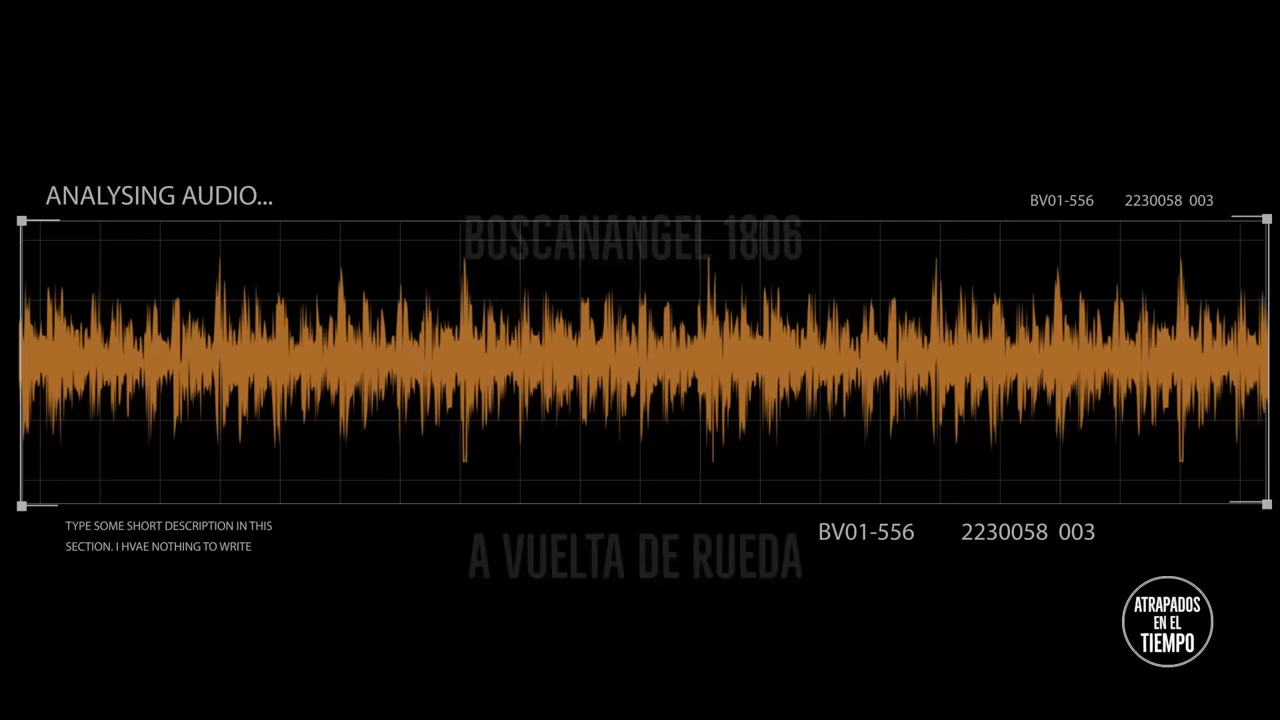 ANALYSING AUDIO...
BV01-556 2230058 003
BOSCANANGEL 1806
TYPE SOME SHORT DESCRIPTION IN THIS
SECTION. I HVAE NOTHING TO WRITE
BV01-556 2230058 003
A VUELTA DE RUEDA
ATRAPADOS
EN EL
TIEMPO